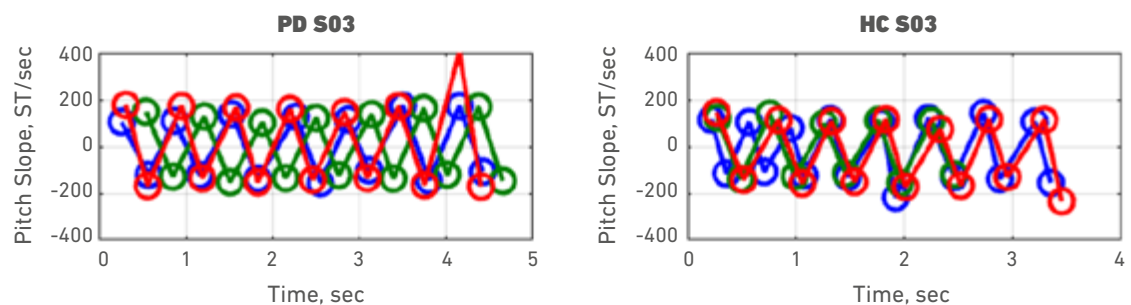 PD S03
Pitch Slope, ST/sec
400
200
0
-200
-400
0 1 2 3 4 5
Time, sec
HC S03
Pitch Slope, ST/sec
400
200
0
-200
-400
0 1 2 3 4
Time, sec